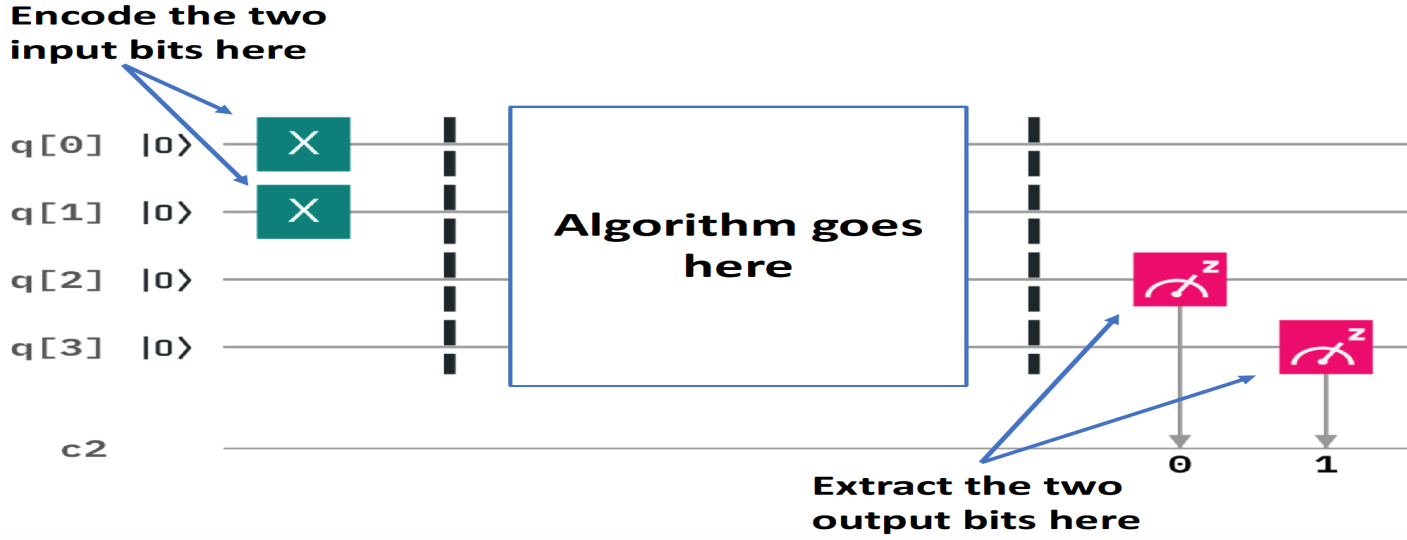 Encode the two
input bits here
q[0] |0⟩ X
q[1] |0⟩ X
Algorithm goes
here
q[2] |0⟩ z
q[3] |0⟩ z
c2
0 1
Extract the two
output bits here